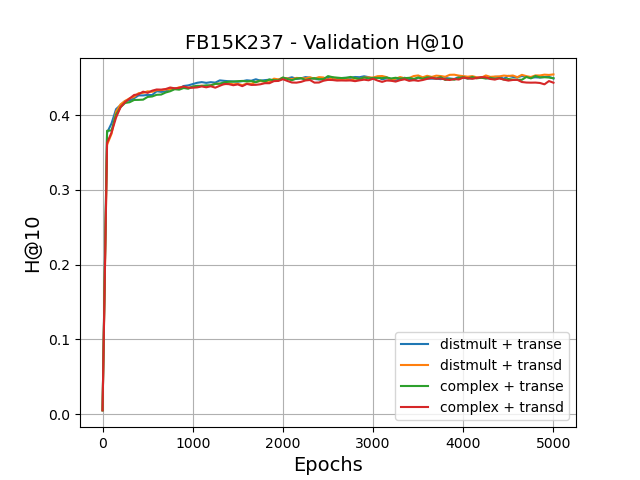 FB15K237 - Validation H@10
H@10
0.4
0.3
0.2
0.1
0.0
distmult + transe
distmult + transd
complex + transe
complex + transd
0 1000 2000 3000 4000 5000
Epochs